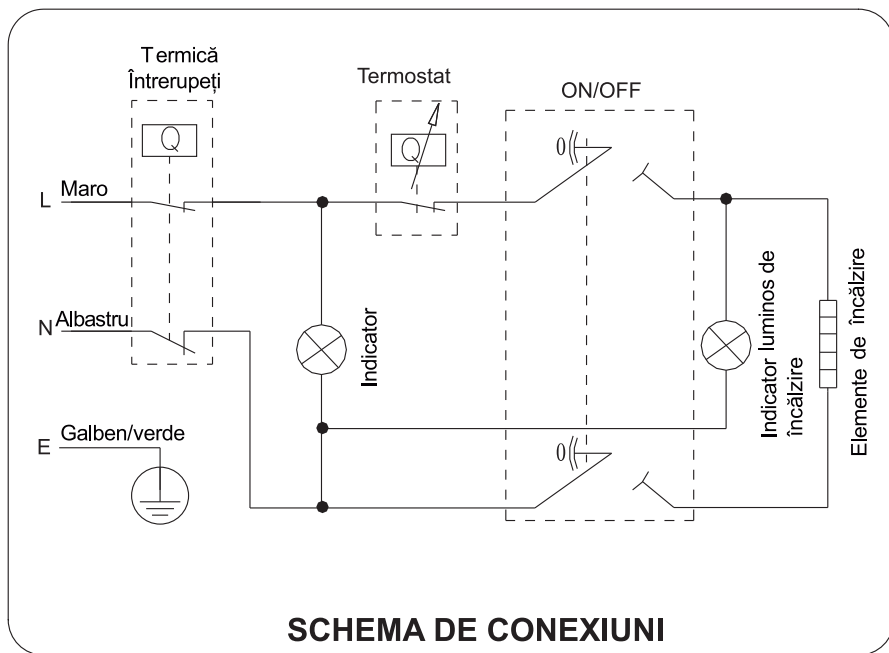 Termică
Întrerupeți
Q
Termostat
Q
ON/OFF
0
L Maro
N Albastru
E Galben/verde
Indicator
Indicator luminos de
încălzire
Elemente de încălzire
0
SCHEMA DE CONEXIUNI